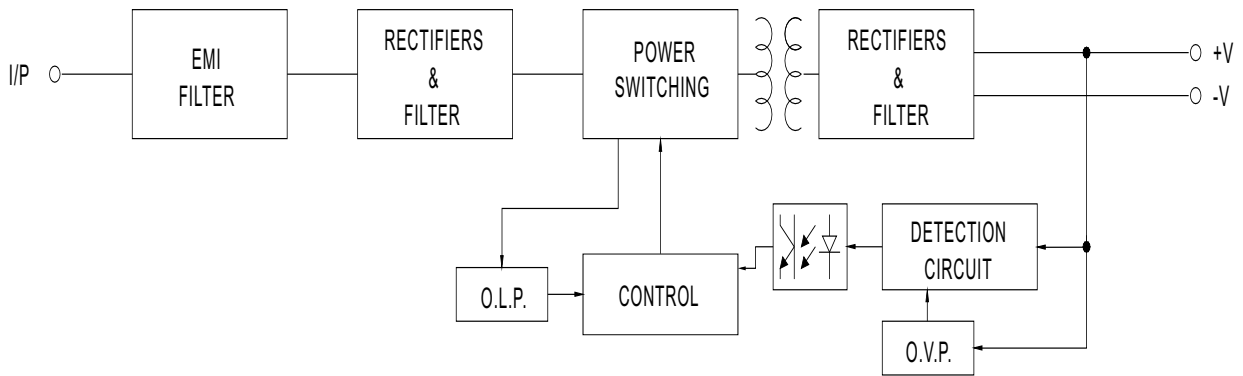 I/P
EMI
FILTER
RECTIFIERS
&
FILTER
POWER
SWITCHING
RECTIFIERS
&
FILTER
+V
-V
O.L.P.
CONTROL
DETECTION
CIRCUIT
O.V.P.